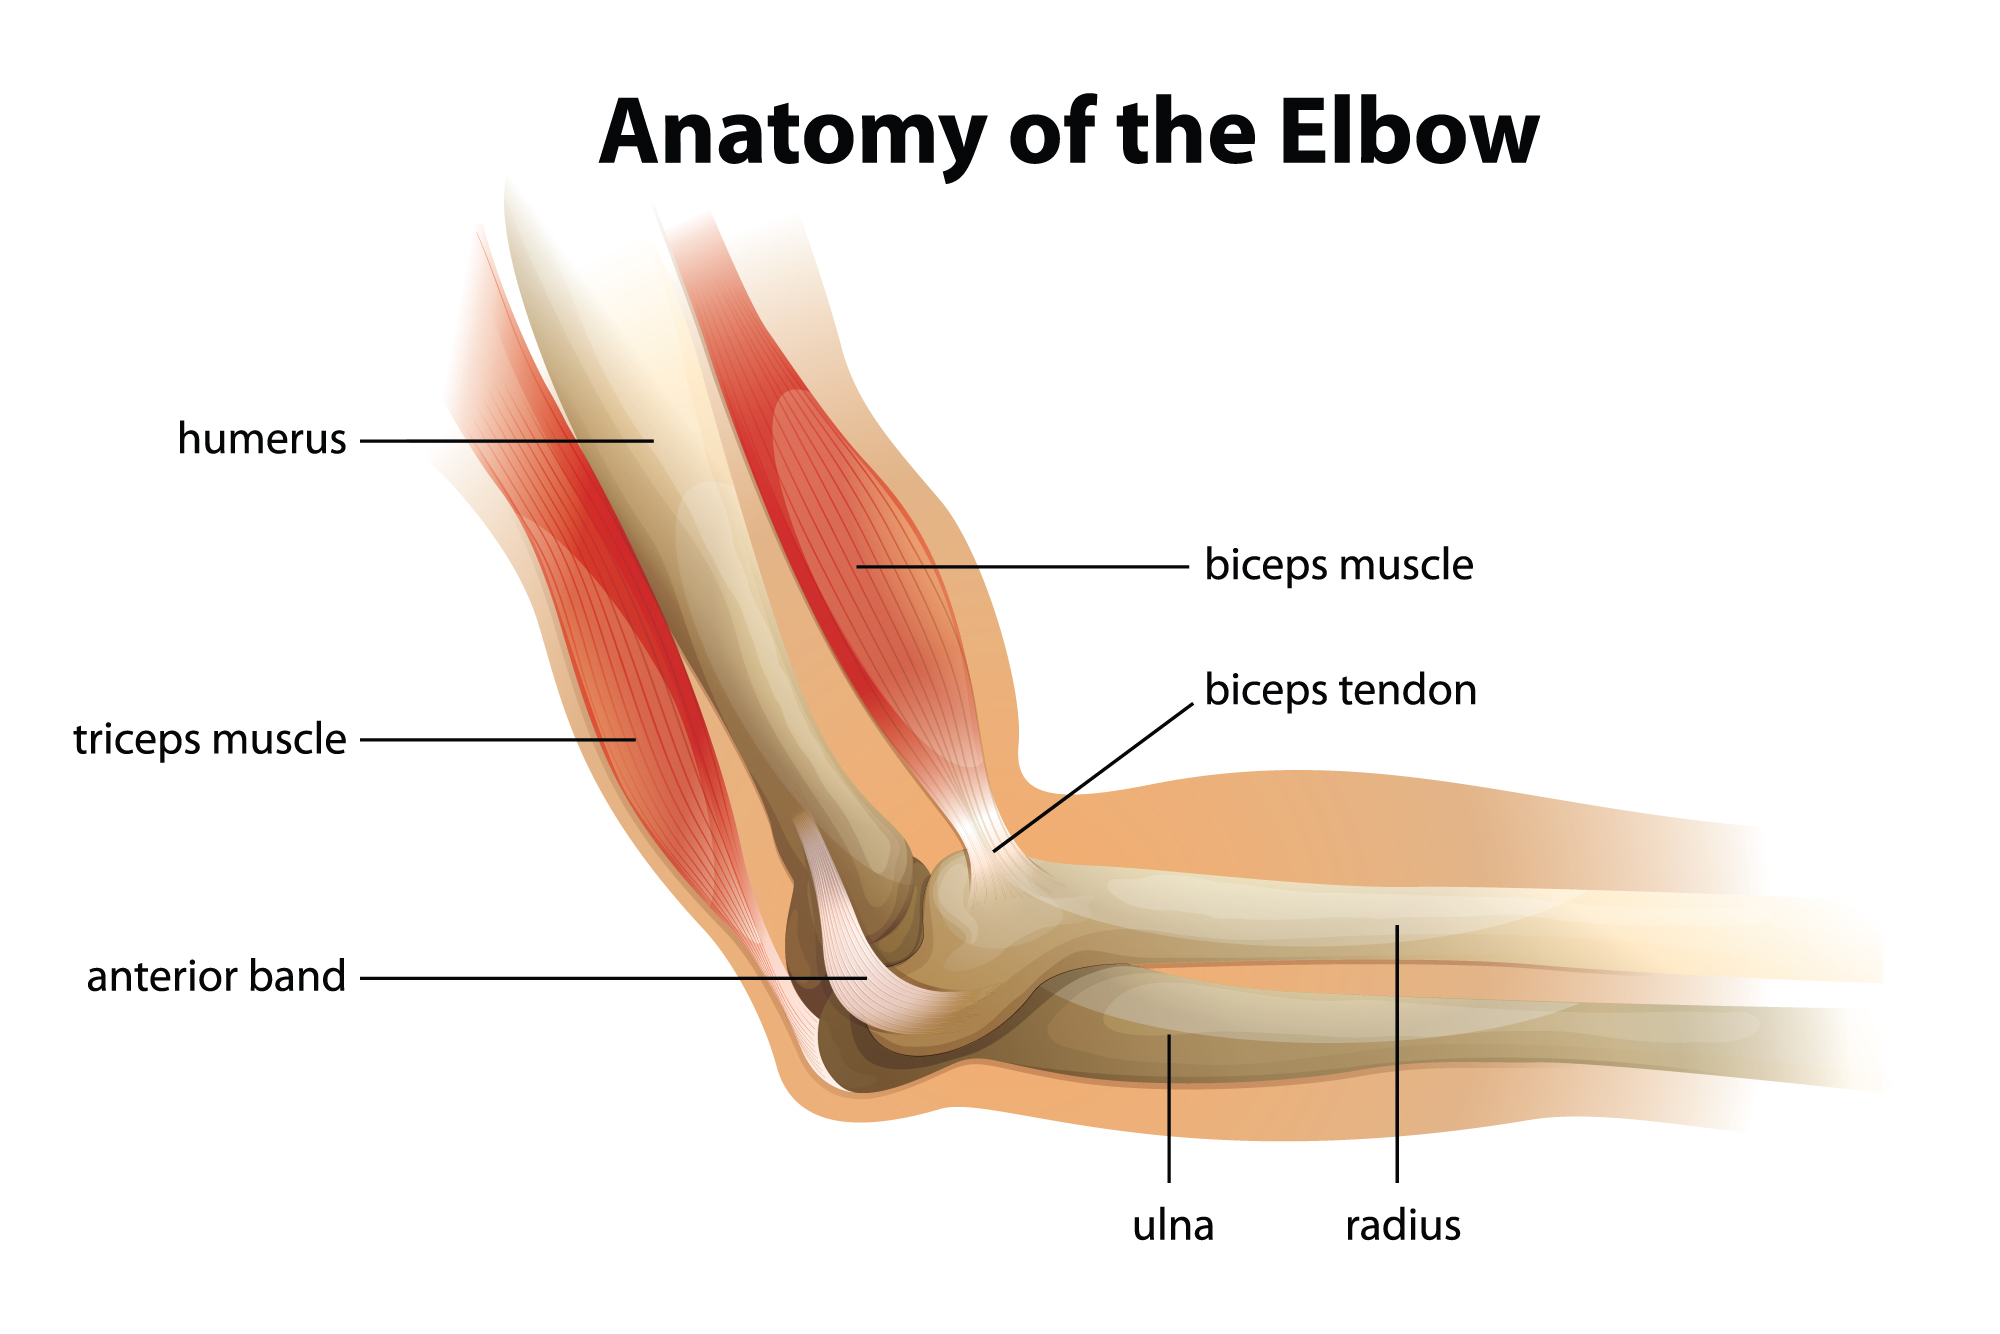 Anatomy of the Elbow
humerus
biceps muscle
biceps tendon
triceps muscle
anterior band
ulna
radius